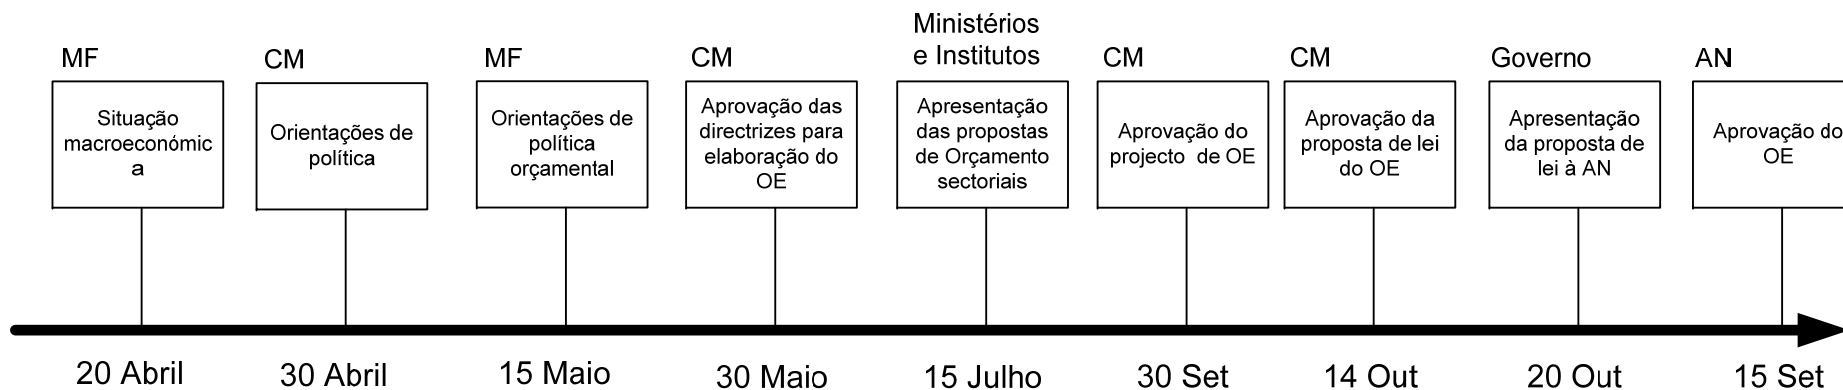 MF
Situação
macroeconómic
a
20 Abril
CM
Orientações de
política
30 Abril
MF
Orientações de
política
orçamental
15 Maio
CM
Aprovação das
directrizes para
elaboração do
OE
30 Maio
Ministérios
e Institutos
Apresentação
das propostas
de Orçamento
sectoriais
15 Julho
CM
Aprovação do
projecto de OE
30 Set
CM
Aprovação da
proposta de lei
do OE
14 Out
Governo
Apresentação
da proposta de
lei à AN
20 Out
AN
Aprovação do
OE
15 Set